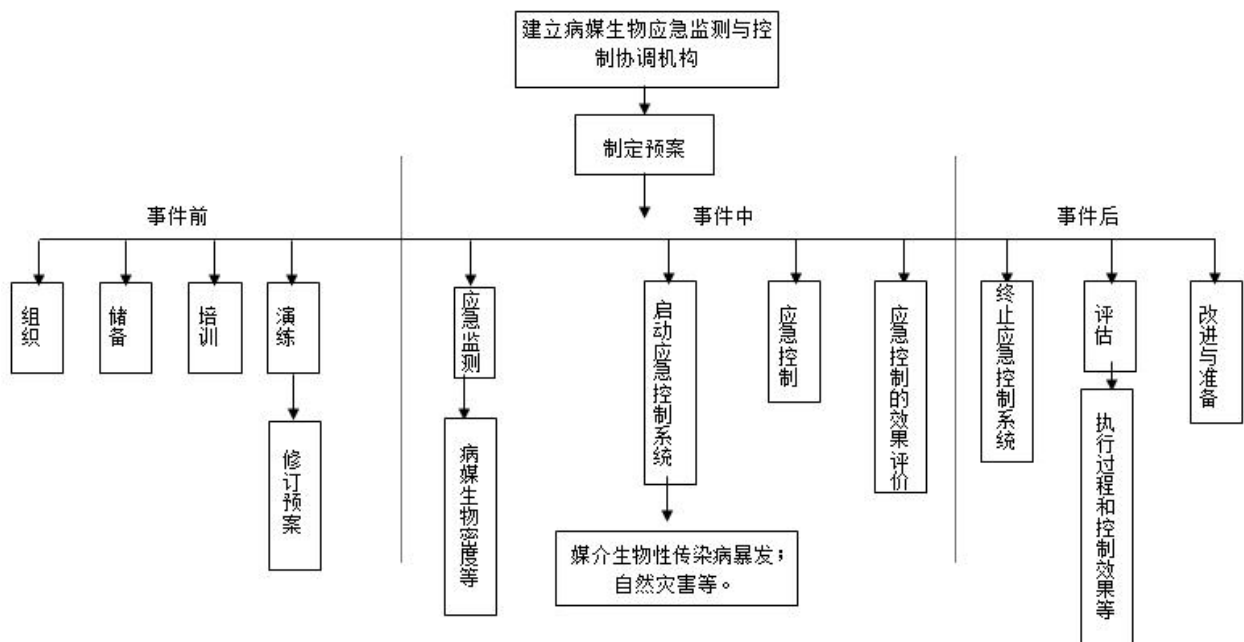 建立病媒生物应急监测与控
制协调机构
制定预案
事件前
事件中
事件后
组织
储备
培训
演练
应急监测
启动应急控制系统
应急控制
应急控制的效果评价
终止应急控制系统
评估
改进与准备
修订预案
病媒生物密度等
执行过程和控制效果等
媒介生物性传染病暴发；
自然灾害等。